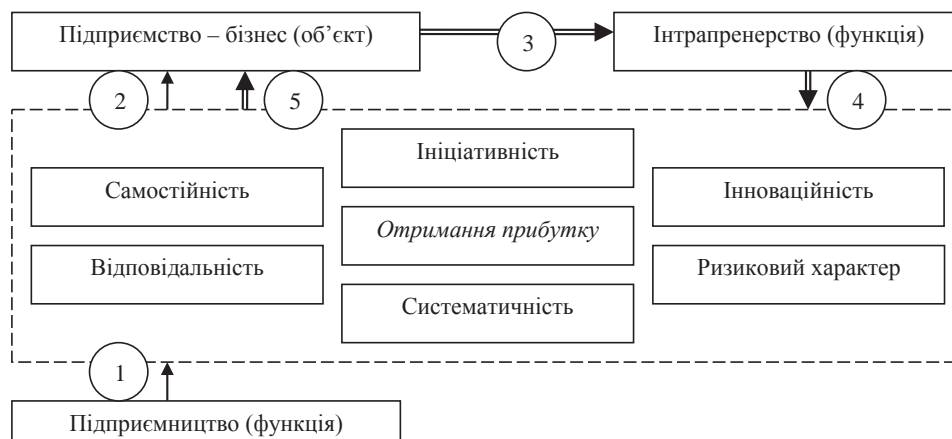 Підприємство – бізнес (об’єкт)
3
Інтрапренерство (функція)
2
5
4
Ініціативність
Самостійність
Інноваційність
Отримання прибутку
Відповідальність
Ризиковий характер
Систематичність
1
Підприємництво (функція)